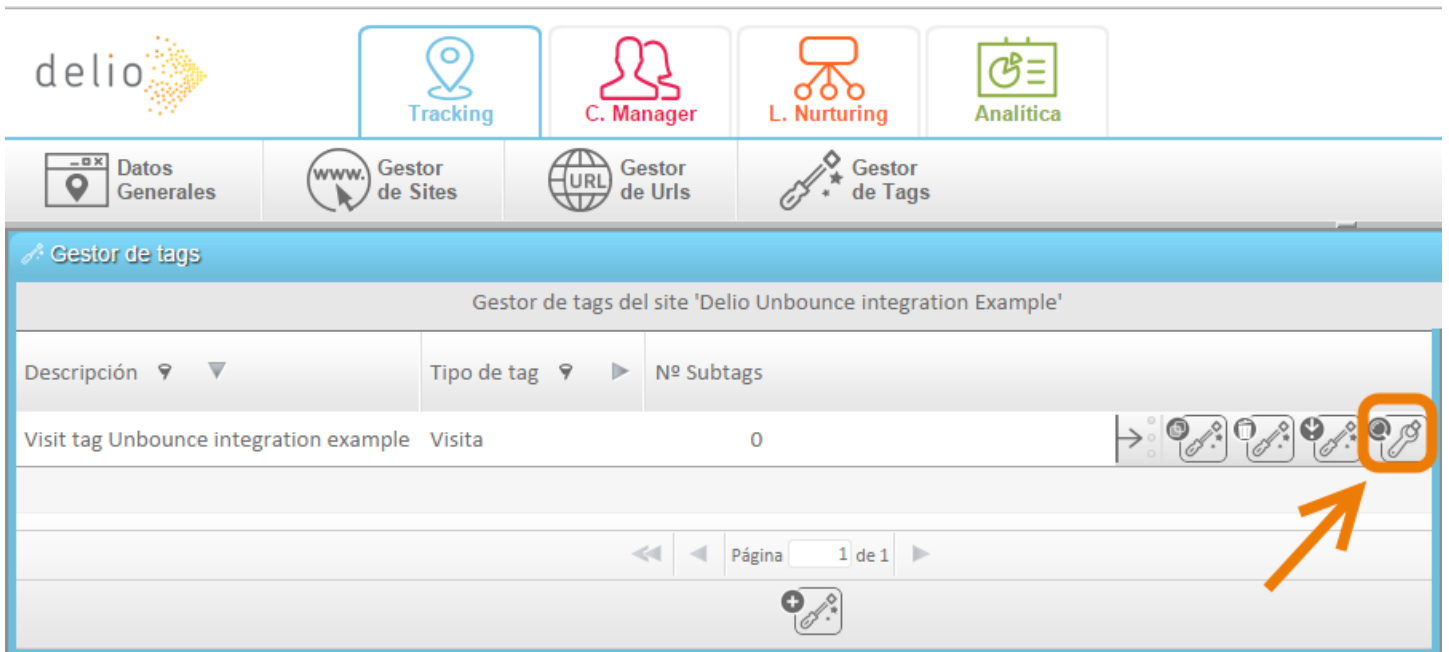 delio
Tracking
C. Manager
L. Nurturing
Analítica
Datos
Generales
www.
Gestor
de Sites
URL
Gestor
de Urls
Gestor
de Tags
Gestor de tags
Gestor de tags del site 'Delio Unbounce integration Example'
Descripción Tipo de tag Nº Subtags
Visit tag Unbounce integration example Visita 0
Página 1 de 1